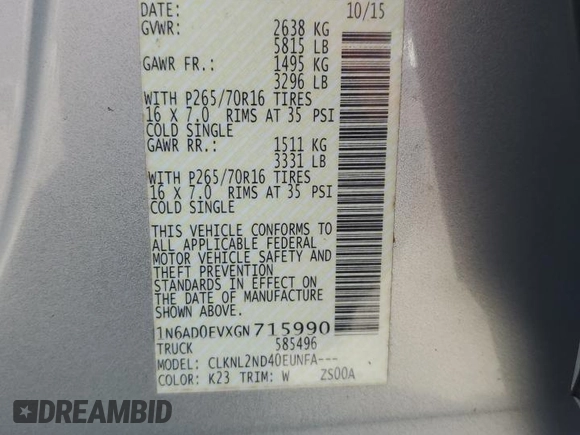 DATE: 10/15
GVWR: 2638 KG
5815 LB
GAWR FR.: 1495 KG
3296 LB
WITH P265/70R16 TIRES
16 X 7.0 RIMS AT 35 PSI
COLD SINGLE
GAWR RR.: 1511 KG
3331 LB
WITH P265/70R16 TIRES
16 X 7.0 RIMS AT 35 PSI
COLD SINGLE
THIS VEHICLE CONFORMS TO
ALL APPLICABLE FEDERAL
MOTOR VEHICLE SAFETY AND
THEFT PREVENTION
STANDARDS IN EFFECT ON
THE DATE OF MANUFACTURE
SHOWN ABOVE.
1N6AD0EVXGN715990
TRUCK 585496
MODEL: CLKNL2ND40EUNFA---
COLOR: K23 TRIM: W ZS00A
DREAMBID